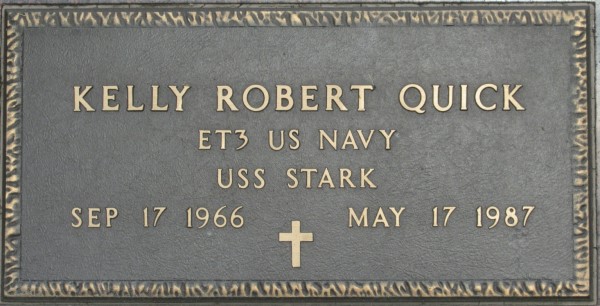 KELLY ROBERT QUICK
ET3 US NAVY
USS STARK
SEP 17 1966 MAY 17 1987